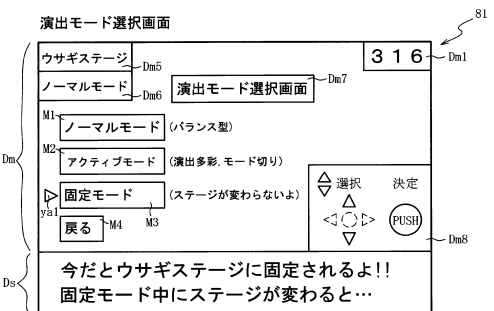 演出モード選択画面
81
ウサギステージ
Dm5
316
Dm1
ノーマルモード
Dm6
演出モード選択画面
Dm7
M1
ノーマルモード
(バランス型)
M2
アクティブモード
(演出多彩,モード切り)
Dm
固定モード
(ステージが変わらないよ)
ya1
M3
戻る
M4
選択
決定
PUSH
Dm8
Ds
今だとウサギステージに固定されるよ!!
固定モード中にステージが変わると…